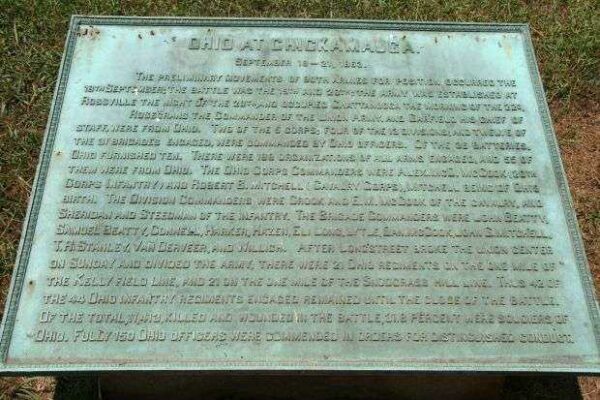 OHIO AT CHICKAMAUGA.
SEPTEMBER 18-21, 1863.
THE PRELIMINARY MOVEMENTS OF BOTH ARMIES FOR POSITION OCCUPIED THE
18TH SEPTEMBER; THE BATTLE WAS THE 19TH AND 20TH; THE ARMY WAS ESTABLISHED AT
ROSSVILLE THE NIGHT OF THE 20TH, AND OCCUPIED CHATTANOOGA THE MORNING OF THE 22D.
ROSECRANS THE COMMANDER OF THE UNION ARMY, AND GARFIELD HIS CHIEF OF
STAFF, WERE FROM OHIO. TWO OF THE 5 CORPS; FOUR OF THE 13 DIVISIONS, AND TWELVE OF
THE 31 BRIGADES ENGAGED, WERE COMMANDED BY OHIO OFFICERS. OF THE 36 BATTERIES,
OHIO FURNISHED TEN. THERE WERE 199 ORGANIZATIONS OF ALL ARMS ENGAGED, AND 55 OF
THEM WERE FROM OHIO. THE OHIO CORPS COMMANDERS WERE ALEX. MCD. MCCOOK (20TH
CORPS INFANTRY) AND ROBERT B. MITCHELL (CAVALRY CORPS), MITCHELL BEING OF OHIO
BIRTH. THE DIVISION COMMANDERS WERE CROOK AND E. M. MCCOOK OF THE CAVALRY, AND
SHERIDAN AND STEEDMAN OF THE INFANTRY. THE BRIGADE COMMANDERS WERE JOHN BEATTY,
SAMUEL BEATTY, CONNELL, HARKER, HAZEN, ELI LONG, LYTLE, DAN. MCCOOK, JOHN G. MITCHELL,
T. R. STANLEY, VAN DERVEER, AND WILLICH. AFTER LONGSTREET BROKE THE UNION CENTER
ON SUNDAY AND DIVIDED THE ARMY, THERE WERE 21 OHIO REGIMENTS ON THE ONE MILE OF
THE KELLY FIELD LINE, AND 21 ON THE ONE MILE OF THE SNODGRASS HILL LINE. THUS 42 OF
THE 44 OHIO INFANTRY REGIMENTS ENGAGED REMAINED UNTIL THE CLOSE OF THE BATTLE.
OF THE TOTAL, KILLED AND WOUNDED IN THE BATTLE, PERCENT WERE SOLDIERS OF
OHIO. FULLY 150 OHIO OFFICERS WERE COMMENDED IN ORDERS FOR DISTINGUISHED CONDUCT.